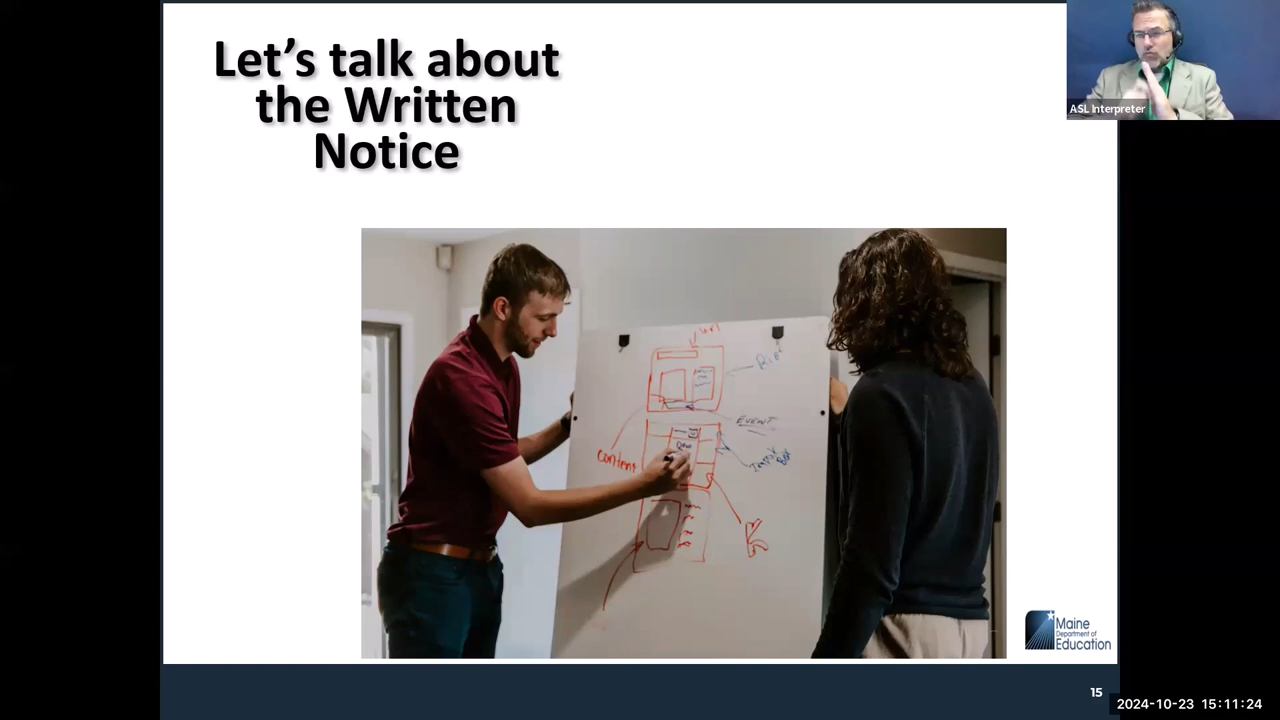 Let's talk about
the Written
Notice
ASL Interpreter
EVENT
Content
Maine
Department of
Education
15
2024-10-23 15:11:24